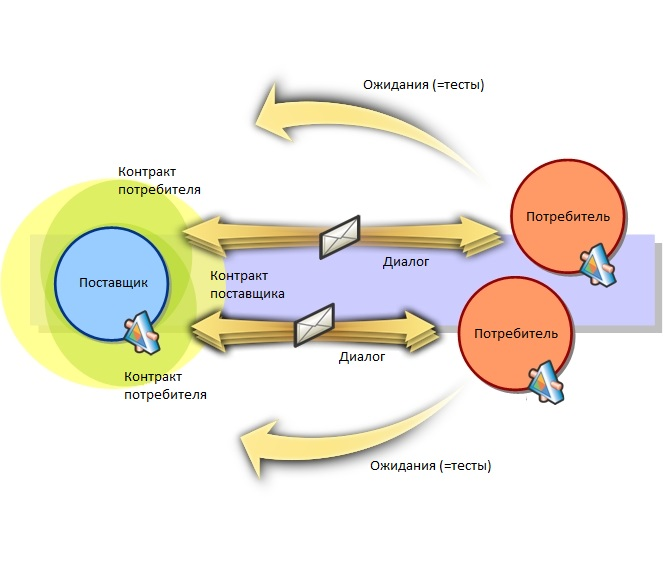 Ожидания (=тесты)
Контракт
потребителя
Потребитель
Диалог
Поставщик
Контракт
поставщика
Потребитель
Диалог
Контракт
потребителя
Ожидания (=тесты)